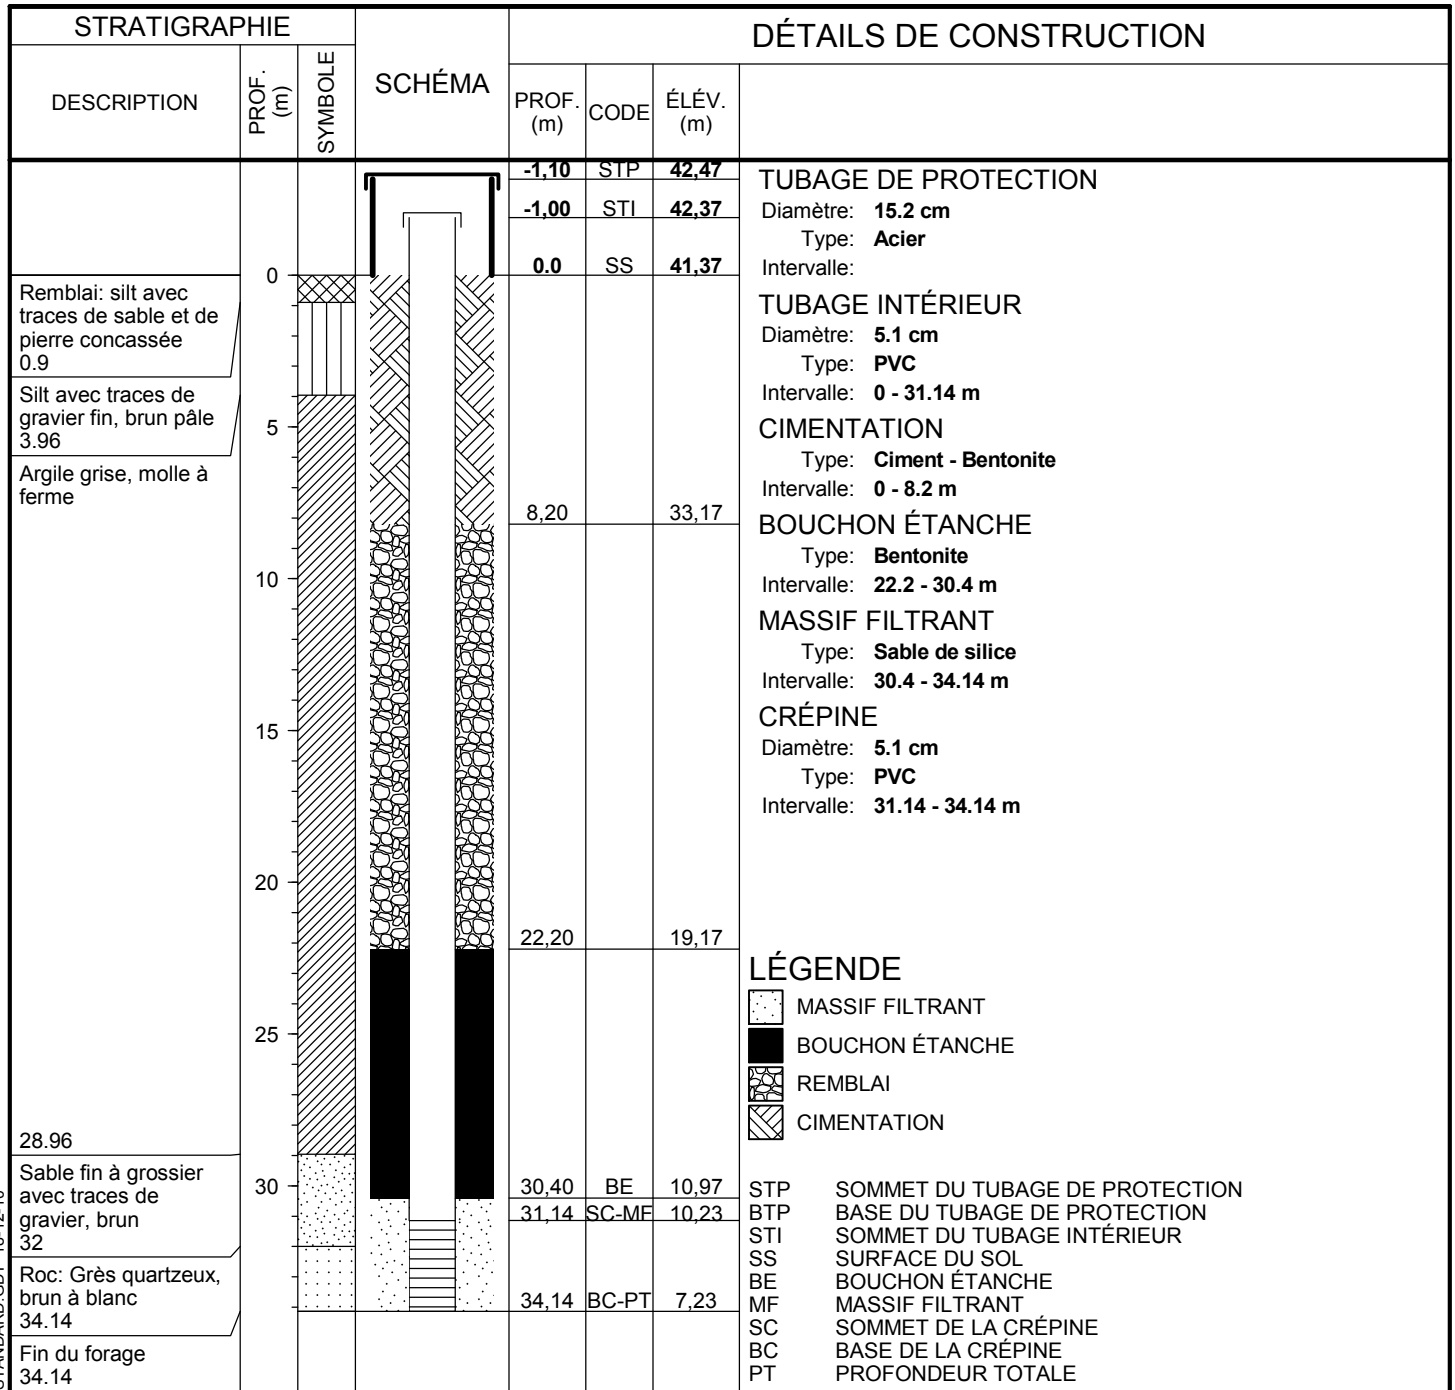 STRATIGRAPHIE
SCHÉMA
DÉTAILS DE CONSTRUCTION
DESCRIPTION
PROF.
(m)
SYMBOLE
PROF.
(m)
CODE
ÉLÉV.
(m)
-1,10 STP 42,47
-1,00 STI 42,37
0.0 SS 41,37
8,20 33,17
22,20 19,17
30,40 BE 10,97
31,14 SC-MF 10,23
34,14 BC-PT 7,23
0
5
10
15
20
25
30
Remblai: silt avec
traces de sable et de
pierre concassée
0.9
Silt avec traces de
gravier fin, brun pâle
3.96
Argile grise, molle à
ferme
28.96
Sable fin à grossier
avec traces de
gravier, brun
32
Roc: Grès quartzeux,
brun à blanc
34.14
Fin du forage
34.14
TUBAGE DE PROTECTION
Diamètre: 15.2 cm
Type: Acier
Intervalle:
TUBAGE INTÉRIEUR
Diamètre: 5.1 cm
Type: PVC
Intervalle: 0 - 31.14 m
CIMENTATION
Type: Ciment - Bentonite
Intervalle: 0 - 8.2 m
BOUCHON ÉTANCHE
Type: Bentonite
Intervalle: 22.2 - 30.4 m
MASSIF FILTRANT
Type: Sable de silice
Intervalle: 30.4 - 34.14 m
CRÉPINE
Diamètre: 5.1 cm
Type: PVC
Intervalle: 31.14 - 34.14 m
LÉGENDE
MASSIF FILTRANT
BOUCHON ÉTANCHE
REMBLAI
CIMENTATION
STP SOMMET DU TUBAGE DE PROTECTION
BTP BASE DU TUBAGE DE PROTECTION
STI SOMMET DU TUBAGE INTÉRIEUR
SS SURFACE DU SOL
BE BOUCHON ÉTANCHE
MF MASSIF FILTRANT
SC SOMMET DE LA CRÉPINE
BC BASE DE LA CRÉPINE
PT PROFONDEUR TOTALE